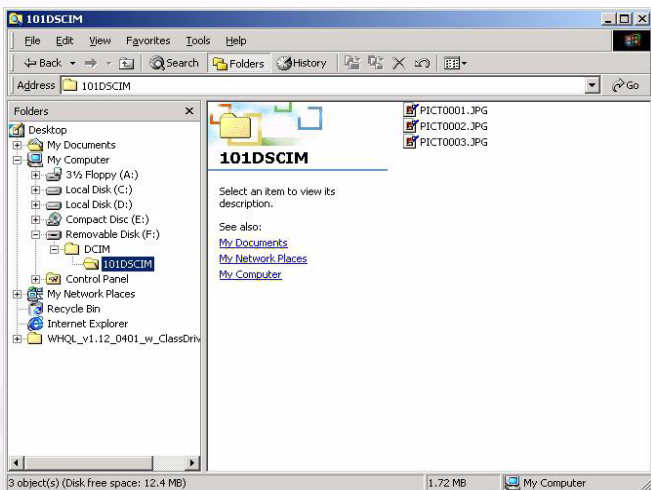 101DSCIM
File Edit View Favorites Tools Help
Back Search Folders History
Address 101DSCIM Go
Folders
Desktop
My Documents
My Computer
3½ Floppy (A:)
Local Disk (C:)
Local Disk (D:)
Compact Disc (E:)
Removable Disk (F:)
DCIM
101DSCIM
Control Panel
My Network Places
Recycle Bin
Internet Explorer
WHQL_v1.12_0401_w_ClassDriv
101DSCIM
Select an item to view its
description.
See also:
My Documents
My Network Places
My Computer
PICT0001.JPG
PICT0002.JPG
PICT0003.JPG
3 object(s) (Disk free space: 12.4 MB) 1.72 MB My Computer